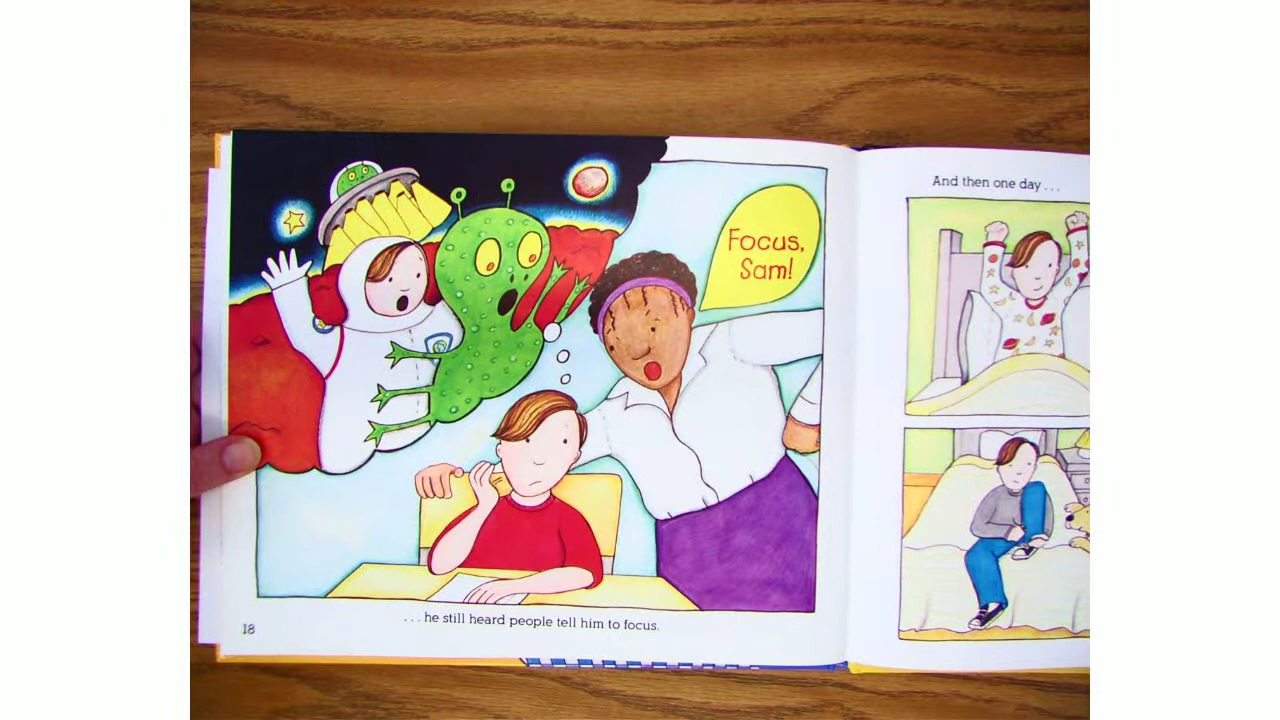 Focus,
Sam!
. . . he still heard people tell him to focus.
18
And then one day . . .